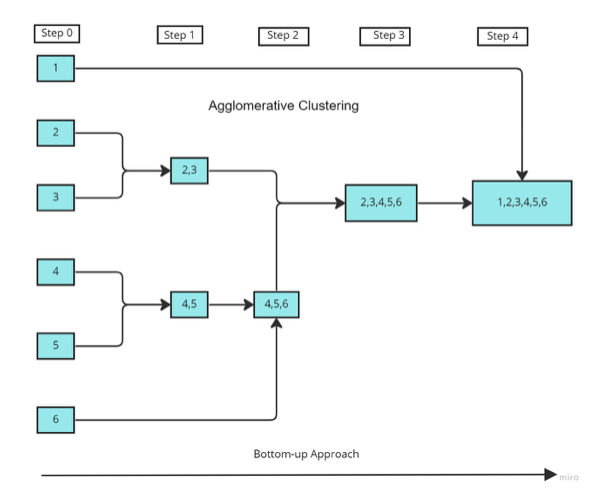 Step 0
Step 1
Step 2
Step 3
Step 4
1
Agglomerative Clustering
2
2,3
3
2,3,4,5,6
1,2,3,4,5,6
4
4,5
4,5,6
5
6
Bottom-up Approach
miro